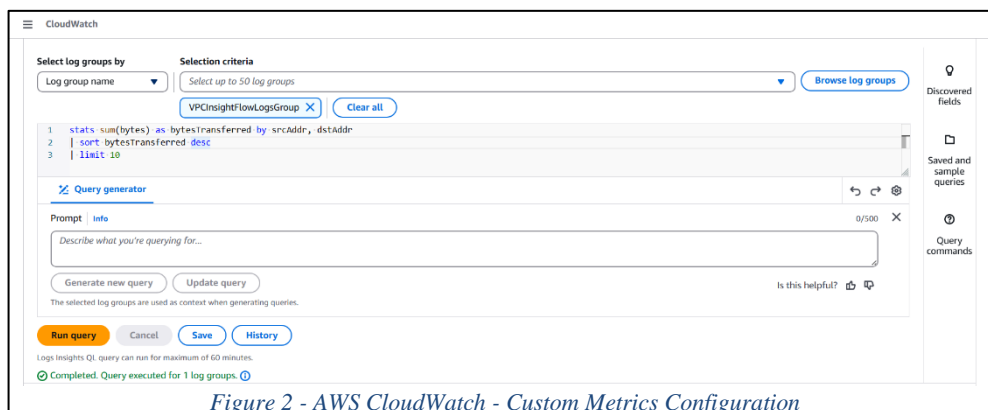 CloudWatch
Select log groups by
Selection criteria
Log group name
Select up to 50 log groups
Browse log groups
VPCInsightFlowLogsGroup
Clear all
Discovered
fields
1 stats sum(bytes) as bytesTransferred by srcAddr, dstAddr
2 | sort bytesTransferred desc
3 | limit 10
Saved and
sample
queries
Query generator
Prompt Info
0/500
Describe what you're querying for...
Query
commands
Generate new query
Update query
Is this helpful?
The selected log groups are used as context when generating queries.
Run query
Cancel
Save
History
Logs Insights QL query can run for maximum of 60 minutes.
Completed. Query executed for 1 log groups.
Figure 2 - AWS CloudWatch - Custom Metrics Configuration